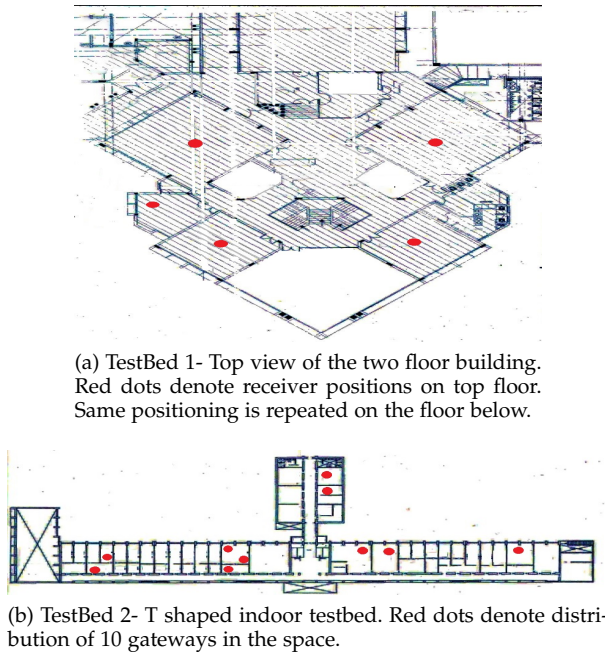 (a) TestBed 1- Top view of the two floor building.
Red dots denote receiver positions on top floor.
Same positioning is repeated on the floor below.
(b) TestBed 2- T shaped indoor testbed. Red dots denote distri-
bution of 10 gateways in the space.